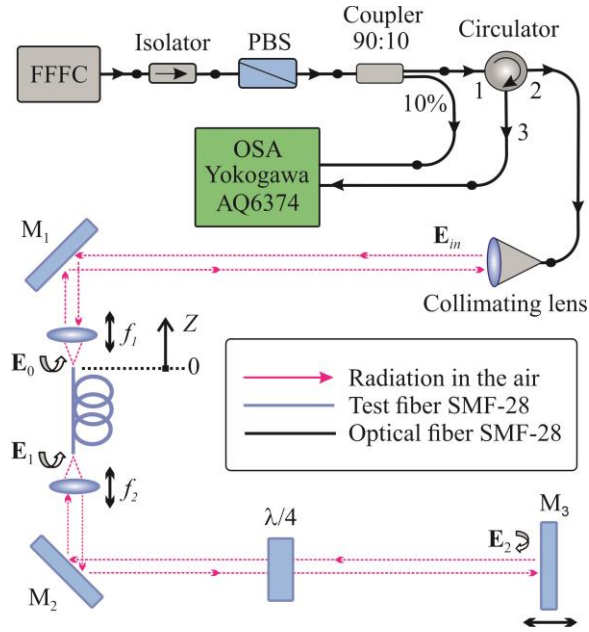 FFFC
Isolator
PBS
Coupler
90:10
Circulator
1
2
3
10%
OSA
Yokogawa
AQ6374
M₁
E_in
Collimating lens
f₁
Z
0
E₀
E₁
f₂
Radiation in the air
Test fiber SMF-28
Optical fiber SMF-28
λ/4
M₃
E₂
M₂